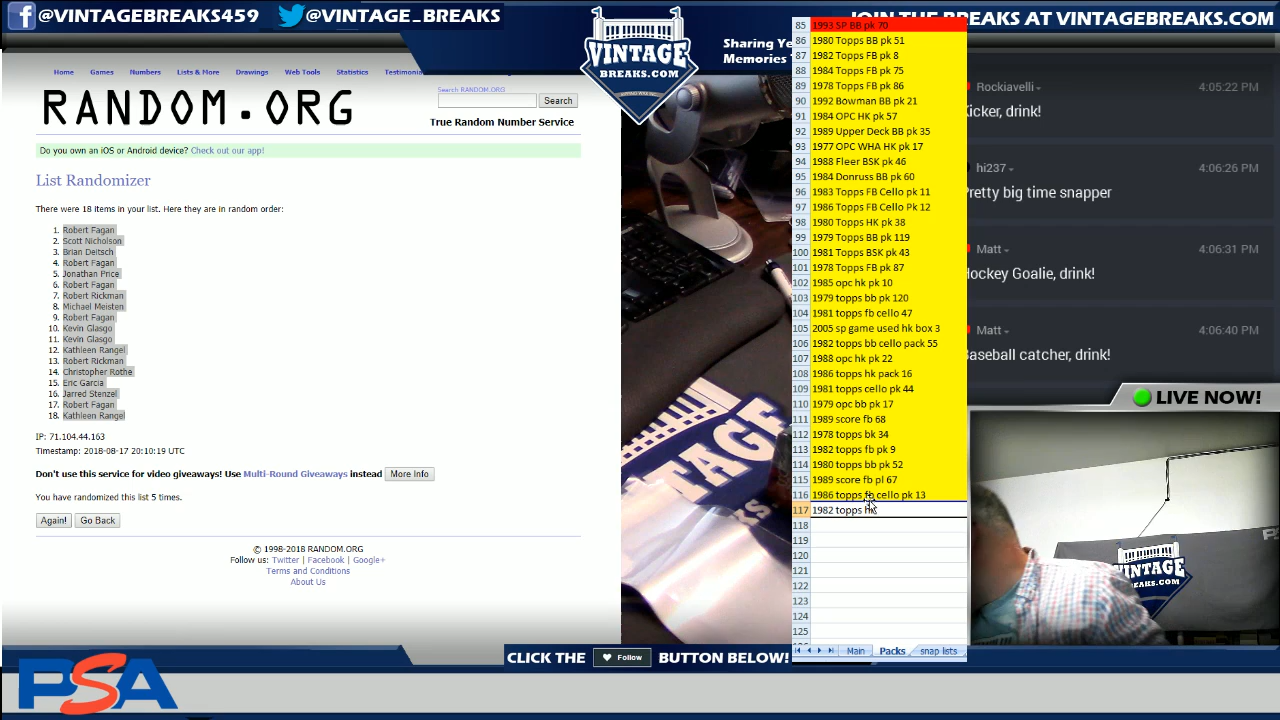 @VINTAGEBREAKS459
@VINTAGE_BREAKS
VINTAGE
BREAKS.COM
Sharing Ye
Memories
JOIN THE BREAKS AT VINTAGEBREAKS.COM
Home Games Numbers Lists & More Drawings Web Tools Statistics Testimonia
RANDOM.ORG
Search RANDOM.ORG
Search
True Random Number Service
Do you own an iOS or Android device? Check out our app!
List Randomizer
There were 18 items in your list. Here they are in random order:
1. Robert Fagan
2. Scott Nicholson
3. Brian Deitsch
4. Robert Fagan
5. Jonathan Price
6. Robert Fagan
7. Robert Rickman
8. Michael Meisten
9. Robert Fagan
10. Kevin Glasgo
11. Kevin Glasgo
12. Kathleen Rangel
13. Robert Rickman
14. Christopher Rothe
15. Eric Garcia
16. Jarred Stenzel
17. Robert Fagan
18. Kathleen Rangel
IP: 71.104.44.163
Timestamp: 2018-08-17 20:10:19 UTC
Don't use this service for video giveaways! Use Multi-Round Giveaways instead More Info
You have randomized this list 5 times.
Again! Go Back
© 1998-2018 RANDOM.ORG
Follow us: Twitter | Facebook | Google+
Terms and Conditions
About Us
85 1993 SP BB pk 70
86 1980 Topps BB pk 51
87 1982 Topps FB pk 8
88 1984 Topps FB pk 75
89 1978 Topps FB pk 86
90 1992 Bowman BB pk 21
91 1984 OPC HK pk 57
92 1989 Upper Deck BB pk 35
93 1977 OPC WHA HK pk 17
94 1988 Fleer BSK pk 46
95 1984 Donruss BB pk 60
96 1983 Topps FB Cello pk 11
97 1986 Topps FB Cello Pk 12
98 1980 Topps HK pk 38
99 1979 Topps BB pk 119
100 1981 Topps BSK pk 43
101 1978 Topps FB pk 87
102 1985 opc hk pk 10
103 1979 topps bb pk 120
104 1981 topps fb cello 47
105 2005 sp game used hk box 3
106 1982 topps bb cello pack 55
107 1988 opc hk pk 22
108 1986 topps hk pack 16
109 1981 topps cello pk 44
110 1979 opc bb pk 17
111 1989 score fb 68
112 1978 topps bk 34
113 1982 topps fb pk 9
114 1980 topps bb pk 52
115 1989 score fb pl 67
116 1986 topps fb cello pk 13
117 1982 topps hk
118
119
120
121
122
123
124
125
Main Packs snap lists
Rockiavelli 4:05:22 PM
Kicker, drink!
hi237 4:06:26 PM
Pretty big time snapper
Matt 4:06:31 PM
Hockey Goalie, drink!
Matt 4:06:40 PM
Baseball catcher, drink!
LIVE NOW!
VINTAGE
BREAKS.COM
TAGE
CLICK THE Follow BUTTON BELOW!
PSA